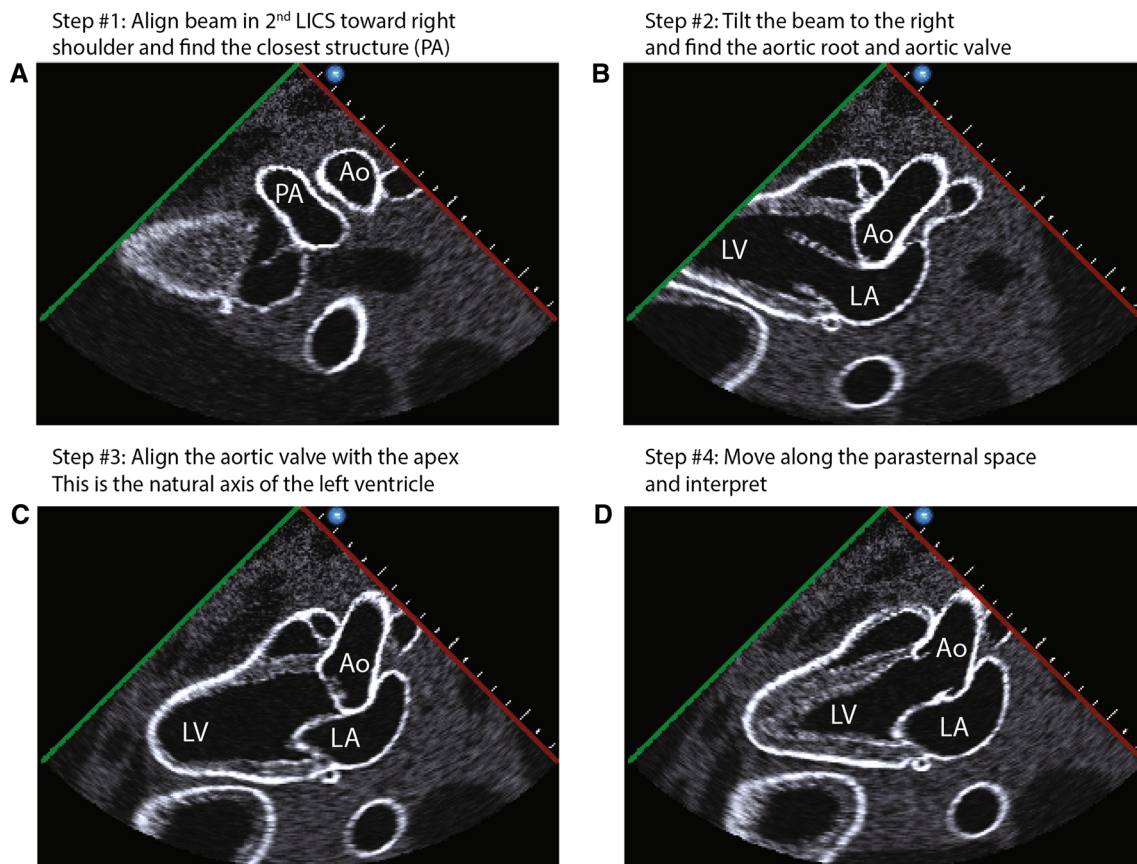 Step #1: Align beam in 2nd LICS toward right
shoulder and find the closest structure (PA)
A
PA
Ao
Step #2: Tilt the beam to the right
and find the aortic root and aortic valve
B
LV
Ao
LA
Step #3: Align the aortic valve with the apex
This is the natural axis of the left ventricle
C
Ao
LV
LA
Step #4: Move along the parasternal space
and interpret
D
Ao
LV
LA